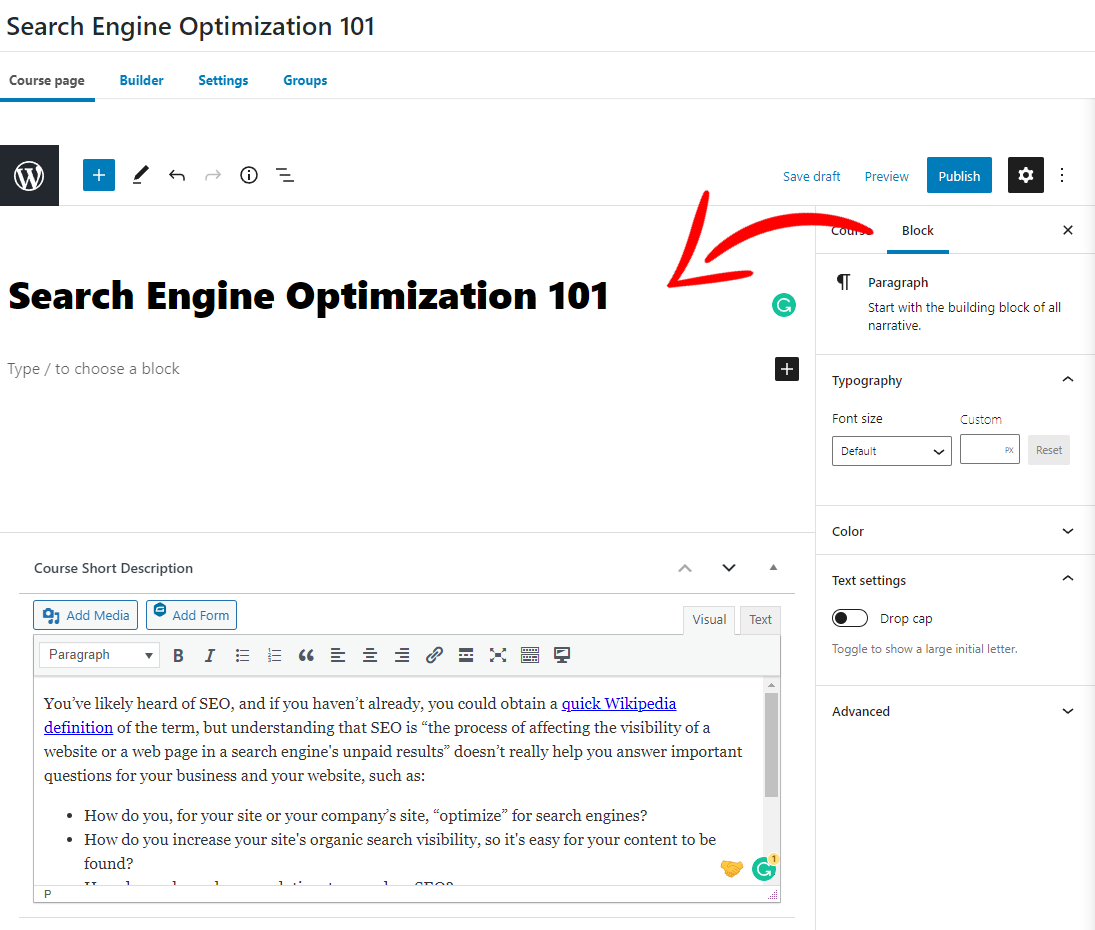 Search Engine Optimization 101
Course page Builder Settings Groups
Save draft Preview Publish
Block
Search Engine Optimization 101
Paragraph
Start with the building block of all
narrative.
Type / to choose a block
Typography
Font size Custom
Default PX Reset
Color
Course Short Description
Text settings
Drop cap
Toggle to show a large initial letter.
Add Media Add Form
Visual Text
Paragraph B I
You’ve likely heard of SEO, and if you haven’t already, you could obtain a quick Wikipedia
definition of the term, but understanding that SEO is “the process of affecting the visibility of a
website or a web page in a search engine's unpaid results” doesn’t really help you answer important
questions for your business and your website, such as:
Advanced
How do you, for your site or your company’s site, “optimize” for search engines?
How do you increase your site's organic search visibility, so it's easy for your content to be
found?
1
P